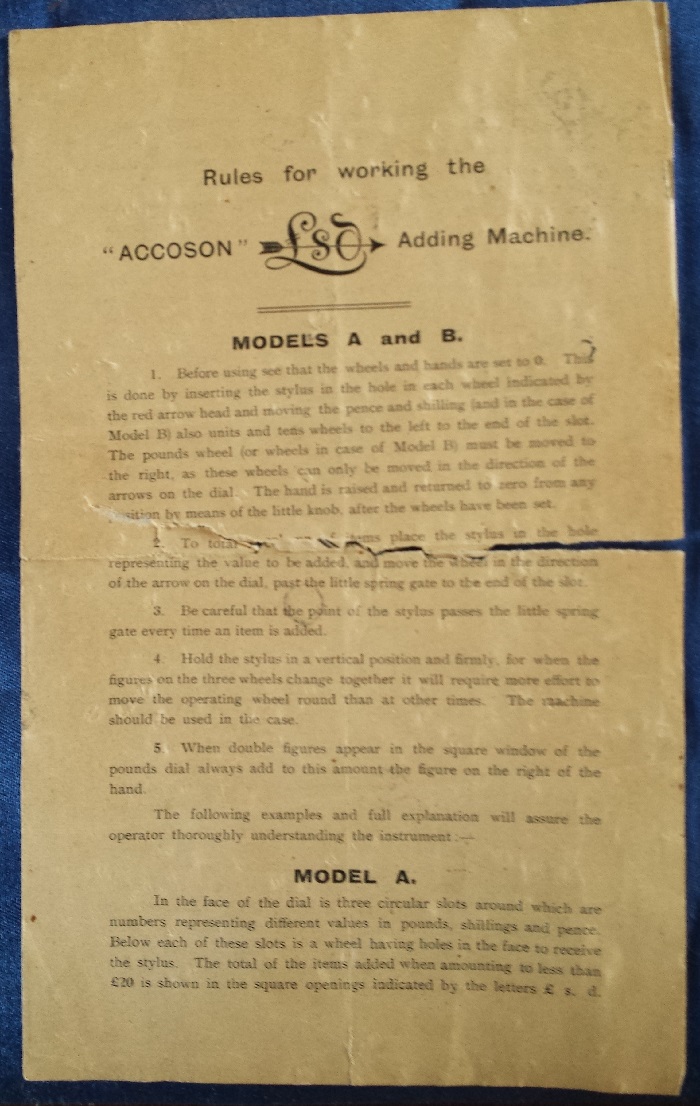 Rules for working the
"ACCOSON" £sd Adding Machine.
MODELS A and B.
1. Before using see that the wheels and hands are set to 0. This
is done by inserting the stylus in the hole in each wheel indicated by
the red arrow head and moving the pence and shilling (and in the case of
Model B) also units and tens wheels to the left to the end of the slot.
The pounds wheel (or wheels in case of Model B) must be moved to
the right, as these wheels can only be moved in the direction of the
arrows on the dial. The hand is raised and returned to zero from any
sition by means of the little knob, after the wheels have been set.
2. To total place the stylus in the hole
representing the value to be added, and move the wheel in the direction
of the arrow on the dial, past the little spring gate to the end of the slot.
3. Be careful that the point of the stylus passes the little spring
gate every time an item is added.
4. Hold the stylus in a vertical position and firmly, for when the
figures on the three wheels change together it will require more effort to
move the operating wheel round than at other times. The machine
should be used in the case.
5. When double figures appear in the square window of the
pounds dial always add to this amount the figure on the right of the
hand.
The following examples and full explanation will assure the
operator thoroughly understanding the instrument :—
MODEL A.
In the face of the dial is three circular slots around which are
numbers representing different values in pounds, shillings and pence.
Below each of these slots is a wheel having holes in the face to receive
the stylus. The total of the items added when amounting to less than
£20 is shown in the square openings indicated by the letters £ s. d.